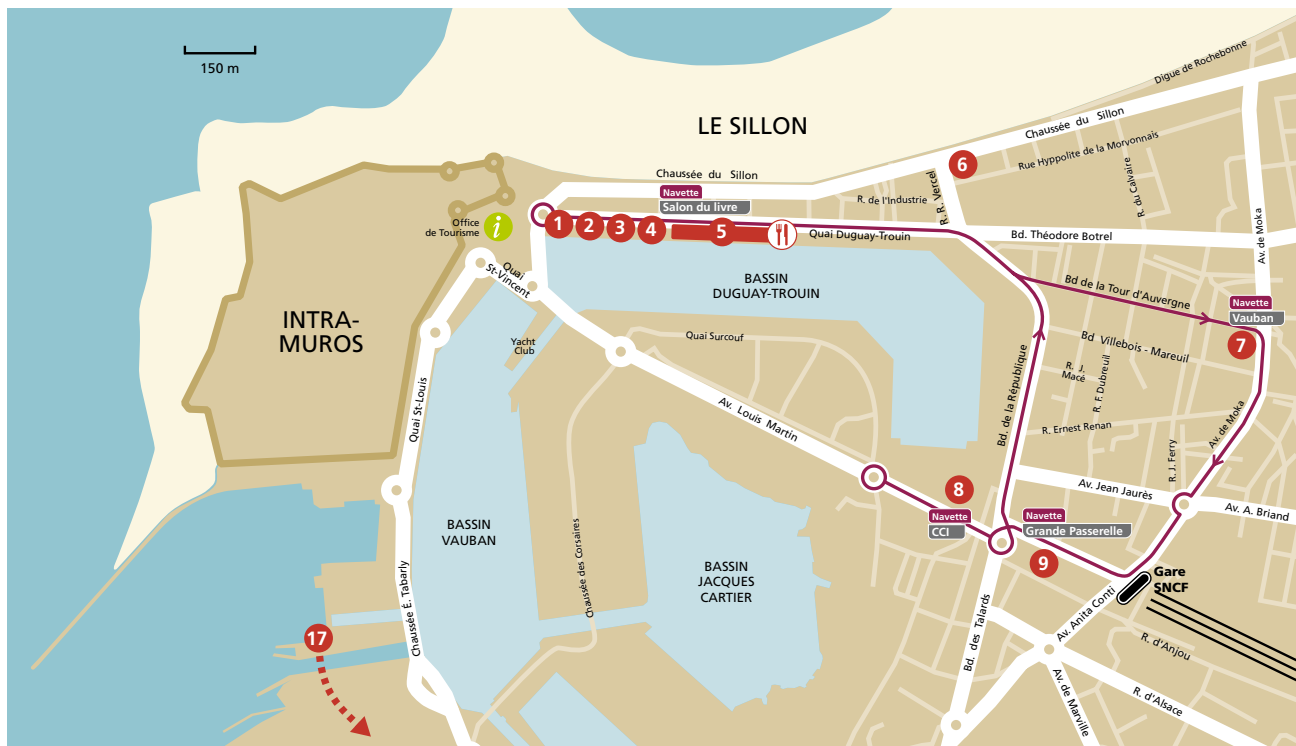 150 m
Digue de Rochebonne
LE SILLON
Chaussée du Sillon
Rue Hyppolite de la Morvonnais
6
Chaussée du Sillon
R. du Calvaire
R. R. Vercel
Navette
Salon du livre
R. de l'Industrie
Office
de Tourisme
i
1
2
3
4
5
Quai Duguay-Trouin
Bd. Théodore Botrel
Av. de Moka
Quai
St-Vincent
BASSIN
DUGUAY-TROUIN
Bd de la Tour d'Auvergne
Navette
Vauban
INTRA-
MUROS
Yacht
Club
Quai Surcouf
Bd Villebois - Mareuil
7
R. J.
Macé
R. F. Dubreuil
Quai St-Louis
Av. Louis Martin
Bd. de la République
R. Ernest Renan
Av. de Moka
R. J. Ferry
8
Av. Jean Jaurès
Av. A. Briand
Navette
CCI
Navette
Grande Passerelle
BASSIN
VAUBAN
Chaussée des Corsaires
BASSIN
JACQUES
CARTIER
9
Gare
SNCF
Chaussée É. Tabarly
17
Bd. des Talards
Av. Anita Conti
R. d'Anjou
Av. de Marville
R. d'Alsace